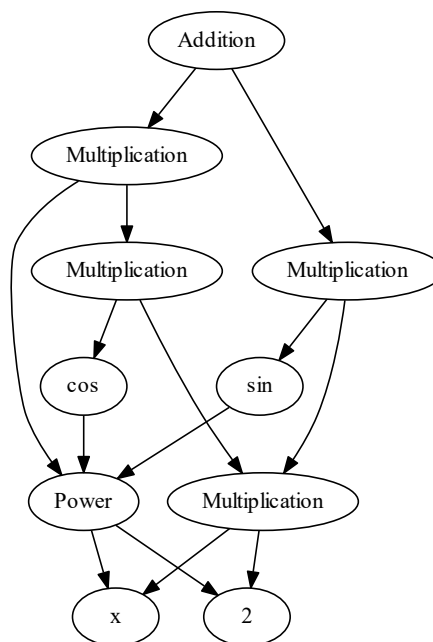 Addition
Multiplication
Multiplication
Multiplication
cos
sin
Power
Multiplication
x
2